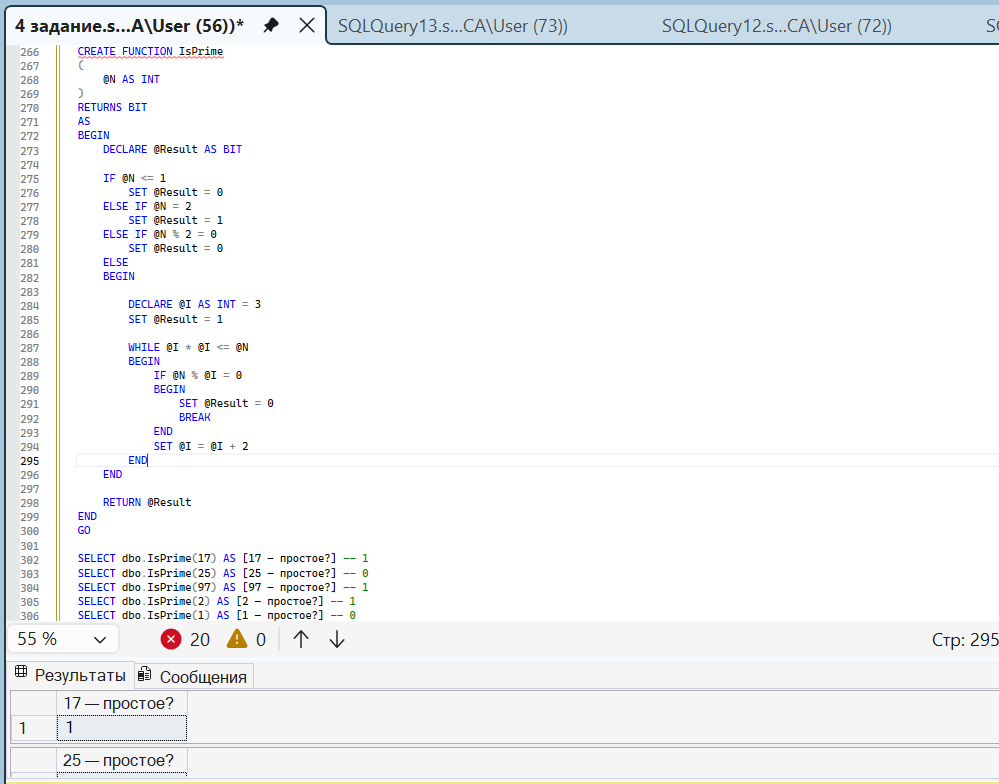 4 задание.s...A\User (56))*
SQLQuery13.s...CA\User (73))
SQLQuery12.s...CA\User (72))
266 CREATE FUNCTION IsPrime
267 (
268 @N AS INT
269 )
270 RETURNS BIT
271 AS
272 BEGIN
273 DECLARE @Result AS BIT
274
275 IF @N <= 1
276 SET @Result = 0
277 ELSE IF @N = 2
278 SET @Result = 1
279 ELSE IF @N % 2 = 0
280 SET @Result = 0
281 ELSE
282 BEGIN
283
284 DECLARE @I AS INT = 3
285 SET @Result = 1
286
287 WHILE @I * @I <= @N
288 BEGIN
289 IF @N % @I = 0
290 BEGIN
291 SET @Result = 0
292 BREAK
293 END
294 SET @I = @I + 2
295 END
296 END
297
298 RETURN @Result
299 END
300 GO
301
302 SELECT dbo.IsPrime(17) AS [17 — простое?] -- 1
303 SELECT dbo.IsPrime(25) AS [25 — простое?] -- 0
304 SELECT dbo.IsPrime(97) AS [97 — простое?] -- 1
305 SELECT dbo.IsPrime(2) AS [2 — простое?] -- 1
306 SELECT dbo.IsPrime(1) AS [1 — простое?] -- 0
55 % 20 0 Стр: 295
Результаты Сообщения
17 — простое?
1 1
25 — простое?